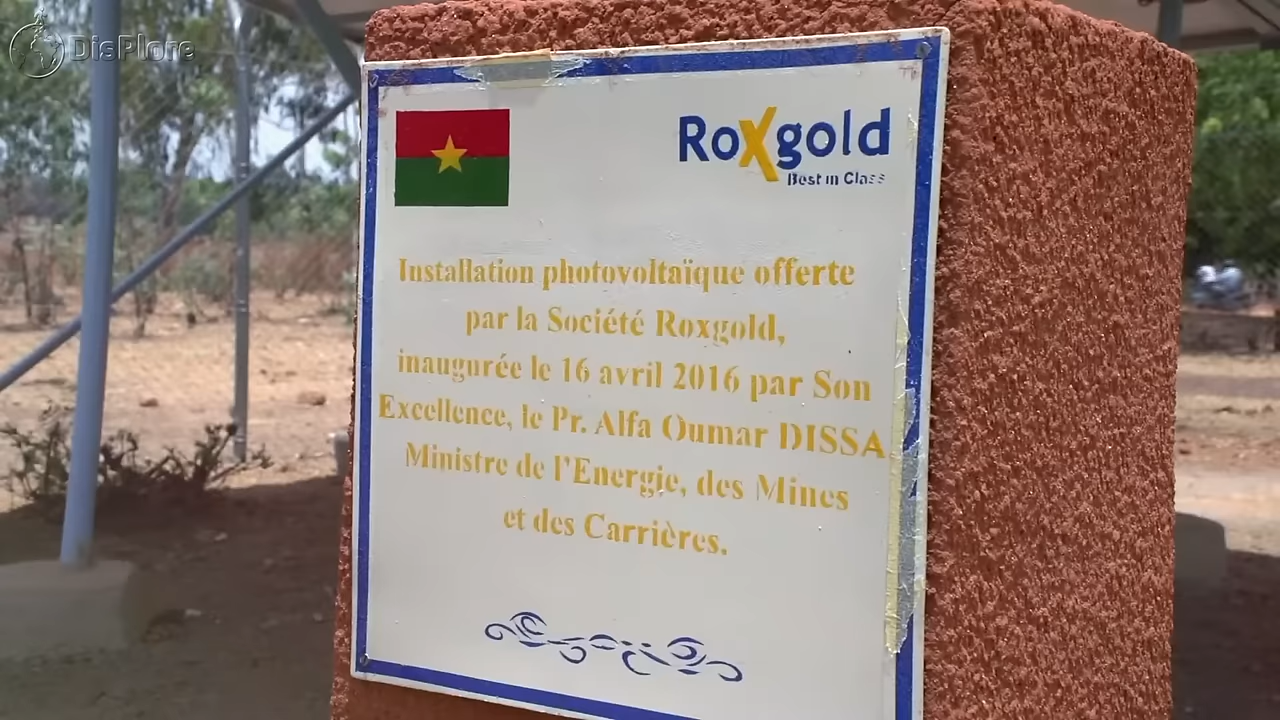 DisPlore
Roxgold
Best in Class
Installation photovoltaïque offerte
par la Société Roxgold,
inaugurée le 16 avril 2016 par Son
Excellence, le Pr. Alfa Oumar DISSA
Ministre de l'Energie, des Mines
et des Carrières.